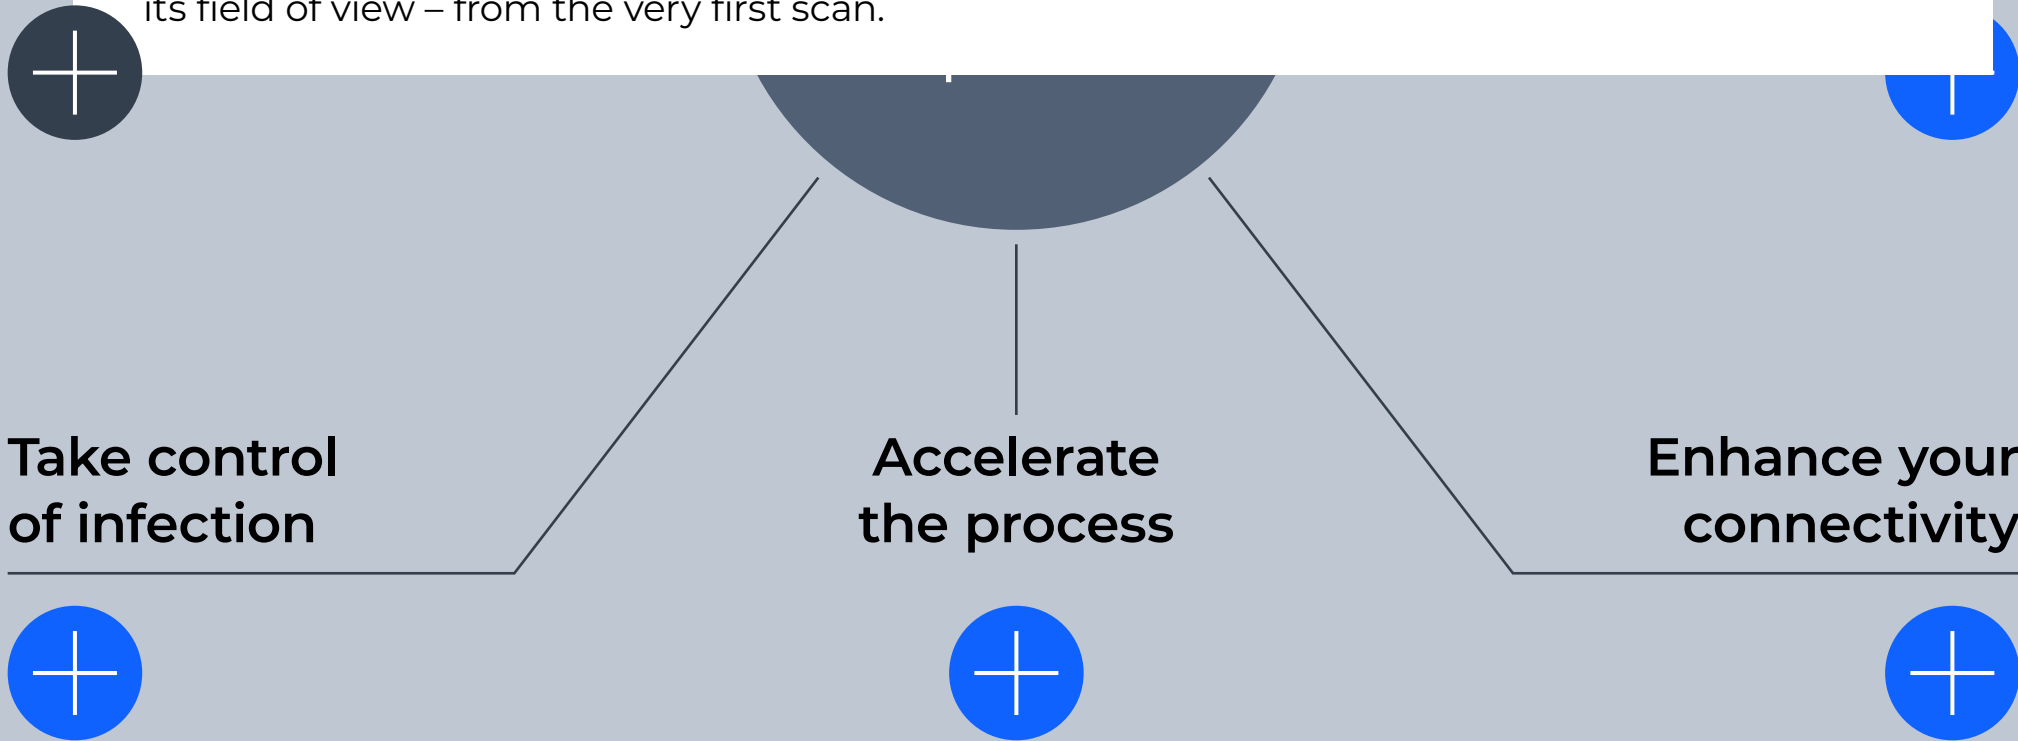 its field of view – from the very first scan.
Take control
of infection
Accelerate
the process
Enhance your
connectivity